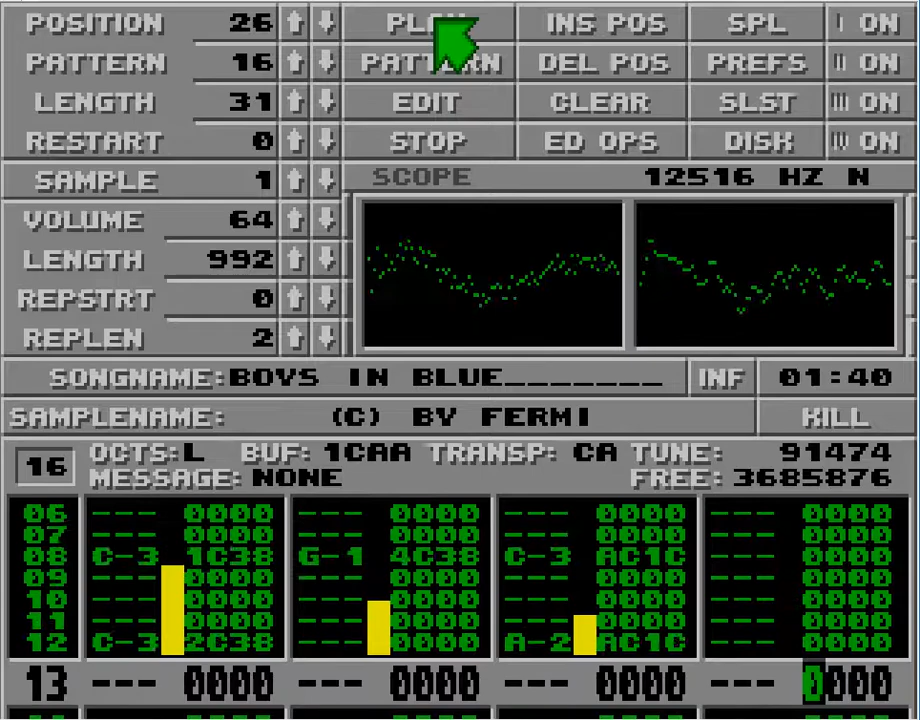 POSITION 26 PLAY INS POS SPL I ON
PATTERN 16 PATTERN DEL POS PREFS II ON
LENGTH 31 EDIT CLEAR SLST III ON
RESTART 0 STOP ED OPS DISK IV ON
SAMPLE 1 SCOPE 12516 HZ N
VOLUME 64
LENGTH 992
REPSTRT 0
REPLEN 2
SONGNAME:BOYS IN BLUE_______ INF 01:40
SAMPLENAME: (C) BY FERMI KILL
16 OCTS:L BUF: 1CAA TRANSP: CA TUNE: 91474
MESSAGE: NONE FREE: 3685876
06 --- 0000 --- 0000 --- 0000 --- 0000
07 --- 0000 --- 0000 --- 0000 --- 0000
08 C-3 1C38 G-1 4C38 C-3 AC1C --- 0000
09 --- 0000 --- 0000 --- 0000 --- 0000
10 --- 0000 --- 0000 --- 0000 --- 0000
11 --- 0000 --- 0000 --- 0000 --- 0000
12 C-3 2C38 --- 0000 A-2 AC1C --- 0000
13 --- 0000 --- 0000 --- 0000 --- 0000